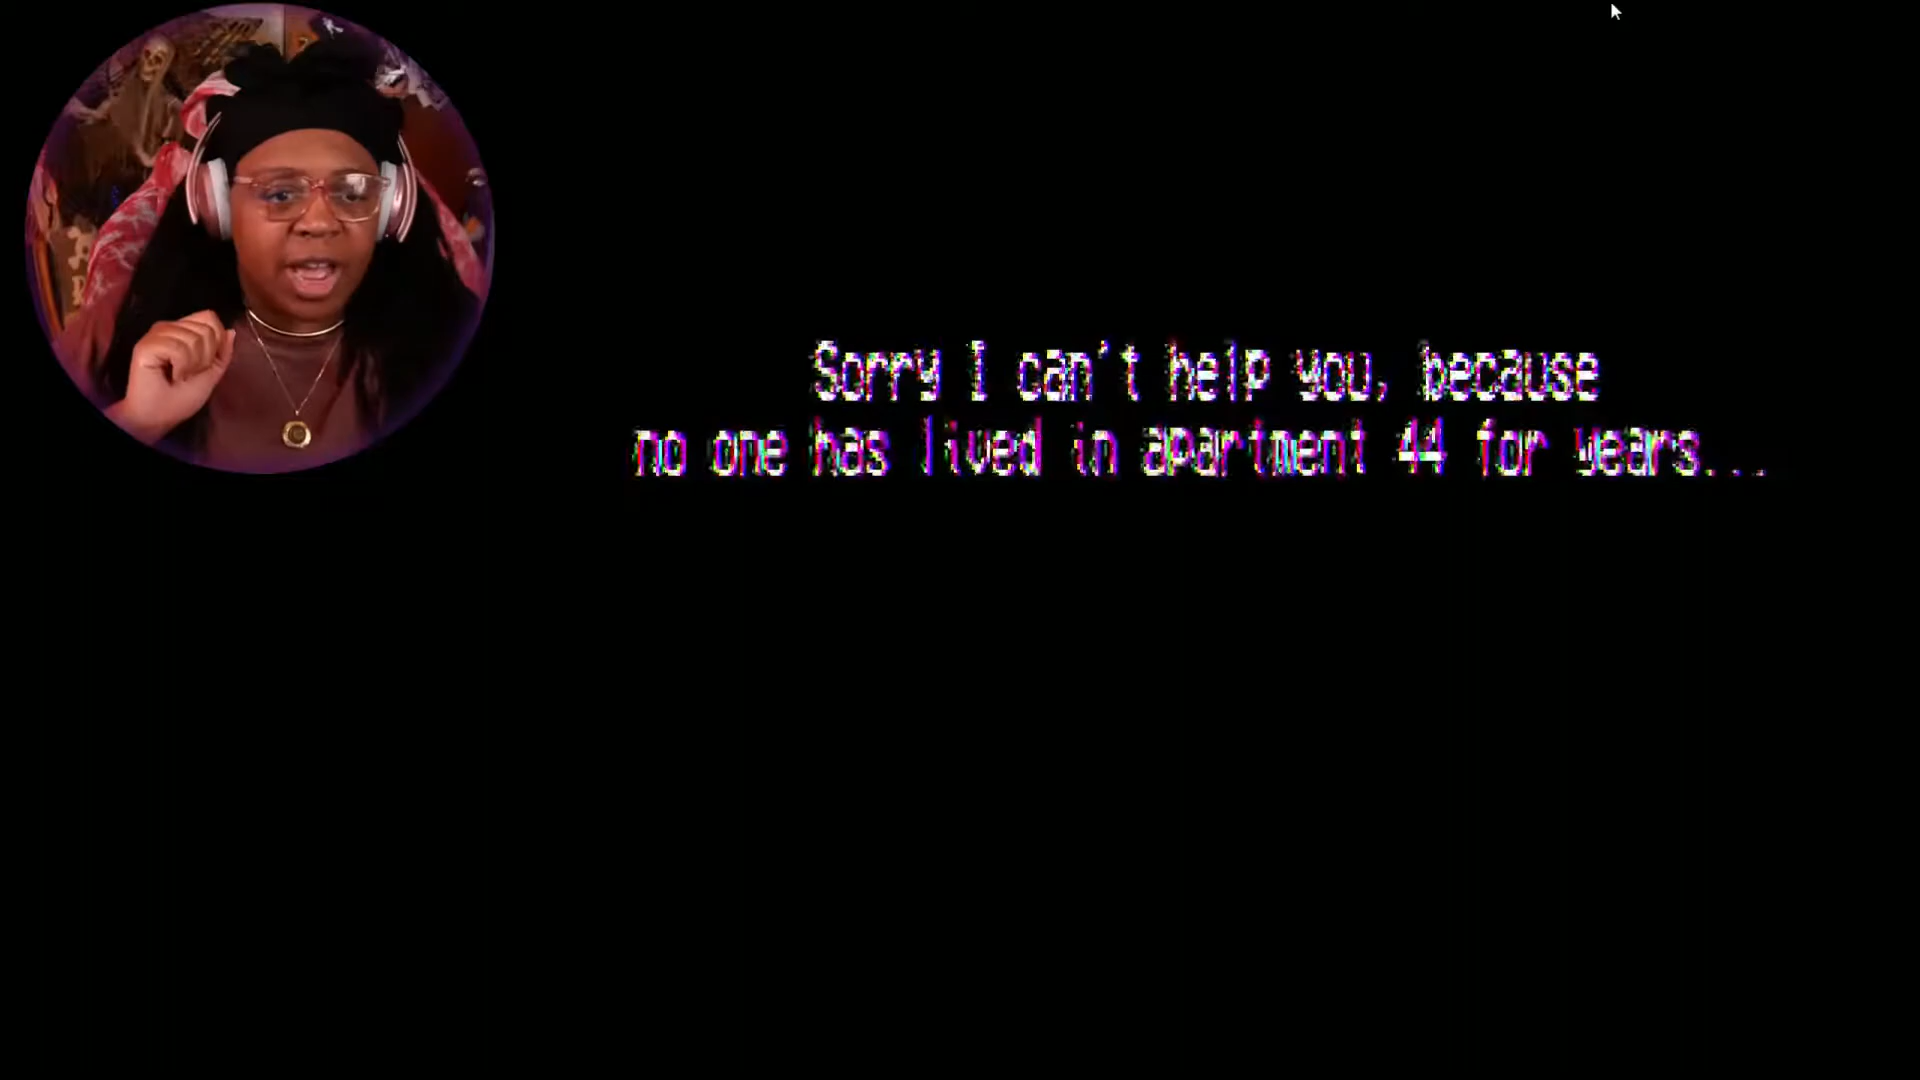 Sorry I can't help you, because
no one has lived in apartment 44 for years...